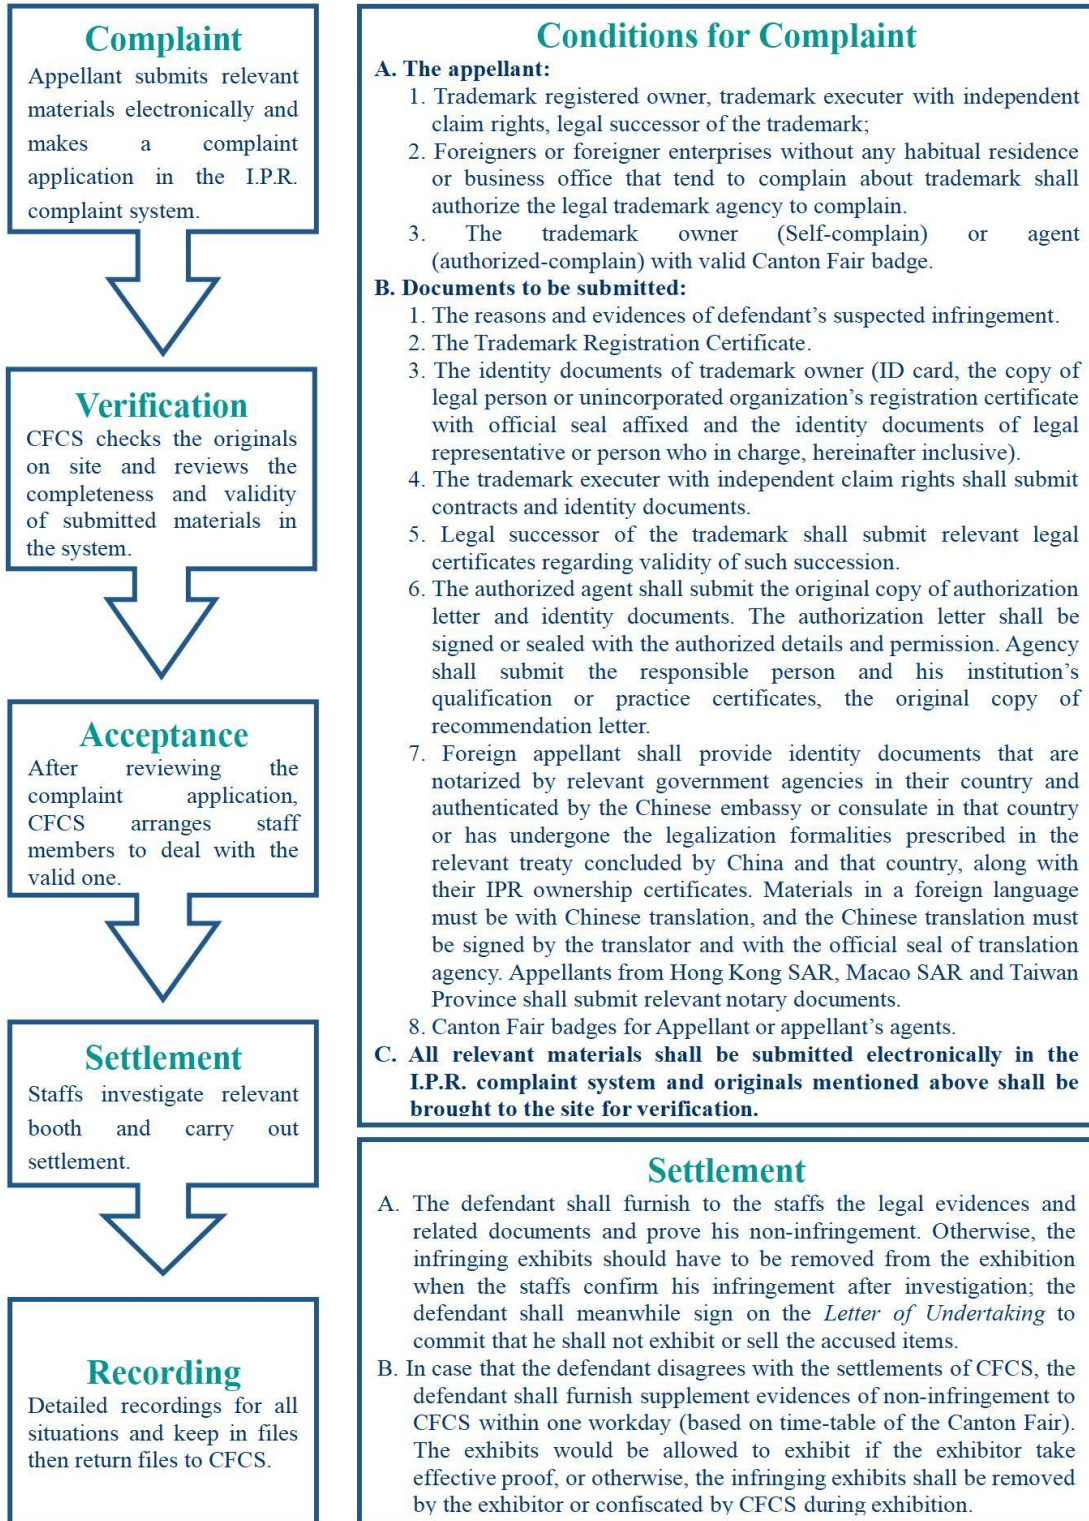 Complaint
Appellant submits relevant
materials electronically and
makes a complaint
application in the I.P.R.
complaint system.
Verification
CFCS checks the originals
on site and reviews the
completeness and validity
of submitted materials in
the system.
Acceptance
After reviewing the
complaint application,
CFCS arranges staff
members to deal with the
valid one.
Settlement
Staffs investigate relevant
booth and carry out
settlement.
Recording
Detailed recordings for all
situations and keep in files
then return files to CFCS.
Conditions for Complaint
A. The appellant:
1. Trademark registered owner, trademark executer with independent
claim rights, legal successor of the trademark;
2. Foreigners or foreigner enterprises without any habitual residence
or business office that tend to complain about trademark shall
authorize the legal trademark agency to complain.
3. The trademark owner (Self-complain) or agent
(authorized-complain) with valid Canton Fair badge.
B. Documents to be submitted:
1. The reasons and evidences of defendant's suspected infringement.
2. The Trademark Registration Certificate.
3. The identity documents of trademark owner (ID card, the copy of
legal person or unincorporated organization's registration certificate
with official seal affixed and the identity documents of legal
representative or person who in charge, hereinafter inclusive).
4. The trademark executer with independent claim rights shall submit
contracts and identity documents.
5. Legal successor of the trademark shall submit relevant legal
certificates regarding validity of such succession.
6. The authorized agent shall submit the original copy of authorization
letter and identity documents. The authorization letter shall be
signed or sealed with the authorized details and permission. Agency
shall submit the responsible person and his institution's
qualification or practice certificates, the original copy of
recommendation letter.
7. Foreign appellant shall provide identity documents that are
notarized by relevant government agencies in their country and
authenticated by the Chinese embassy or consulate in that country
or has undergone the legalization formalities prescribed in the
relevant treaty concluded by China and that country, along with
their IPR ownership certificates. Materials in a foreign language
must be with Chinese translation, and the Chinese translation must
be signed by the translator and with the official seal of translation
agency. Appellants from Hong Kong SAR, Macao SAR and Taiwan
Province shall submit relevant notary documents.
8. Canton Fair badges for Appellant or appellant's agents.
C. All relevant materials shall be submitted electronically in the
I.P.R. complaint system and originals mentioned above shall be
brought to the site for verification.
Settlement
A. The defendant shall furnish to the staffs the legal evidences and
related documents and prove his non-infringement. Otherwise, the
infringing exhibits should have to be removed from the exhibition
when the staffs confirm his infringement after investigation; the
defendant shall meanwhile sign on the Letter of Undertaking to
commit that he shall not exhibit or sell the accused items.
B. In case that the defendant disagrees with the settlements of CFCS, the
defendant shall furnish supplement evidences of non-infringement to
CFCS within one workday (based on time-table of the Canton Fair).
The exhibits would be allowed to exhibit if the exhibitor take
effective proof, or otherwise, the infringing exhibits shall be removed
by the exhibitor or confiscated by CFCS during exhibition.